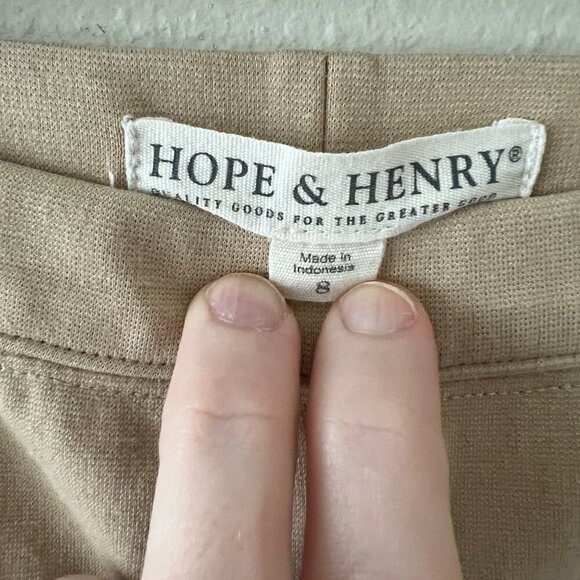 HOPE & HENRY®
QUALITY GOODS FOR THE GREATER GOOD
Made in
Indonesia
8